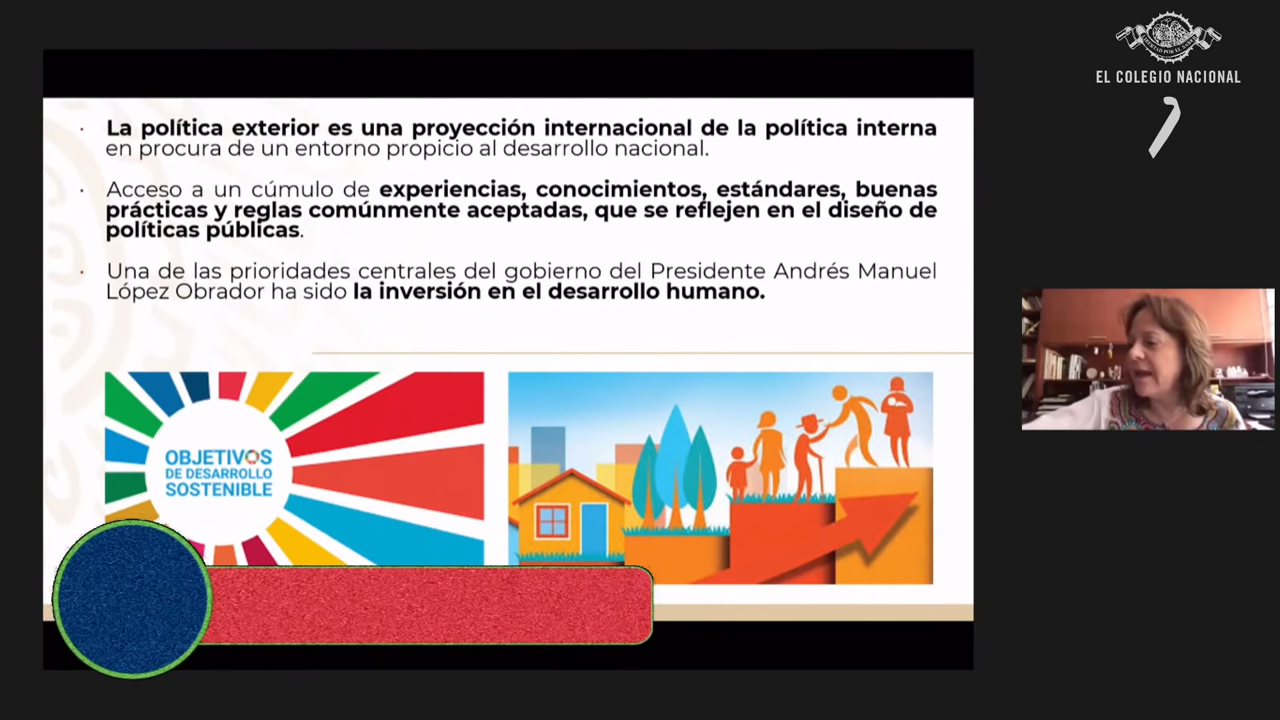 EL COLEGIO NACIONAL
· La política exterior es una proyección internacional de la política interna
en procura de un entorno propicio al desarrollo nacional.
· Acceso a un cúmulo de experiencias, conocimientos, estándares, buenas
prácticas y reglas comúnmente aceptadas, que se reflejen en el diseño de
políticas públicas.
· Una de las prioridades centrales del gobierno del Presidente Andrés Manuel
López Obrador ha sido la inversión en el desarrollo humano.
OBJETIVOS
DE DESARROLLO
SOSTENIBLE